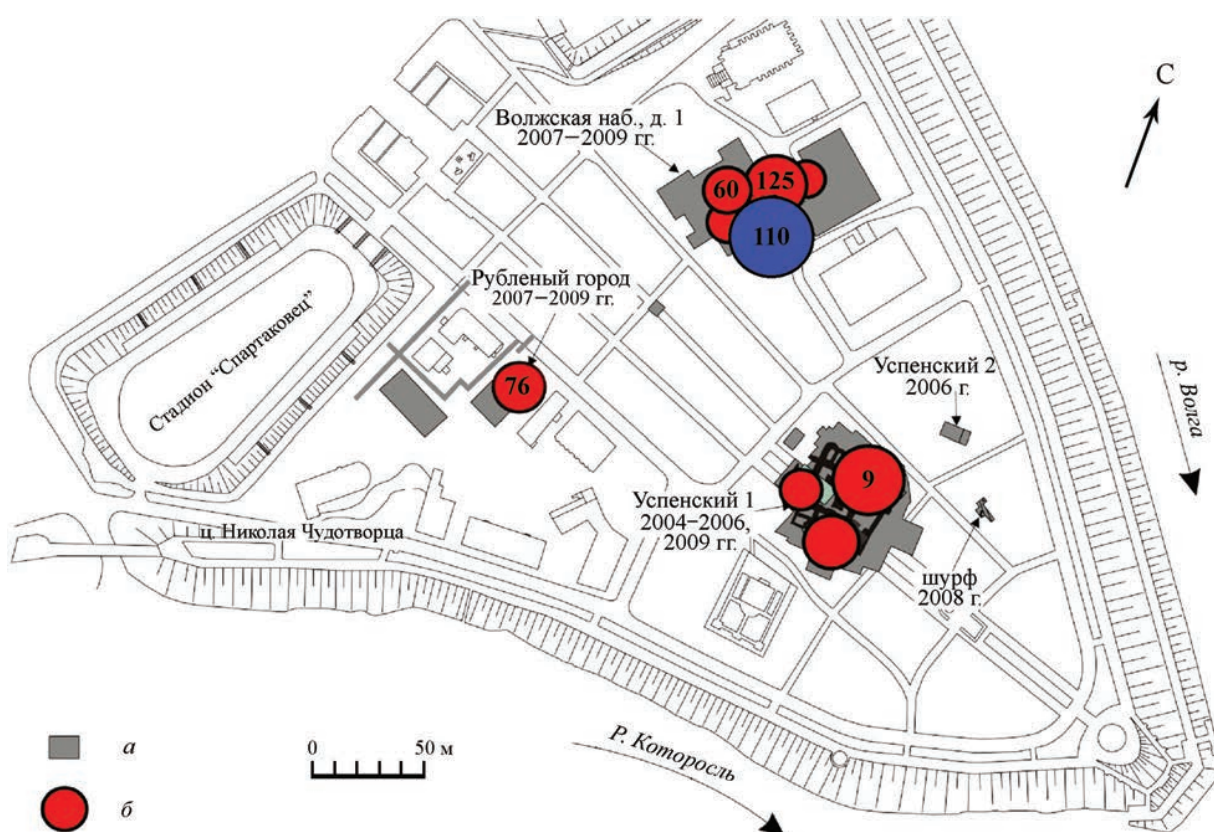 С
Волжская наб., д. 1
2007–2009 гг.
60
125
110
Рубленый город
2007–2009 гг.
76
Стадион “Спартаковец”
Успенский 2
2006 г.
р. Волга
9
Успенский 1
2004–2006,
2009 гг.
ц. Николая Чудотворца
шурф
2008 г.
а
0 50 м
Р. Которосль
б